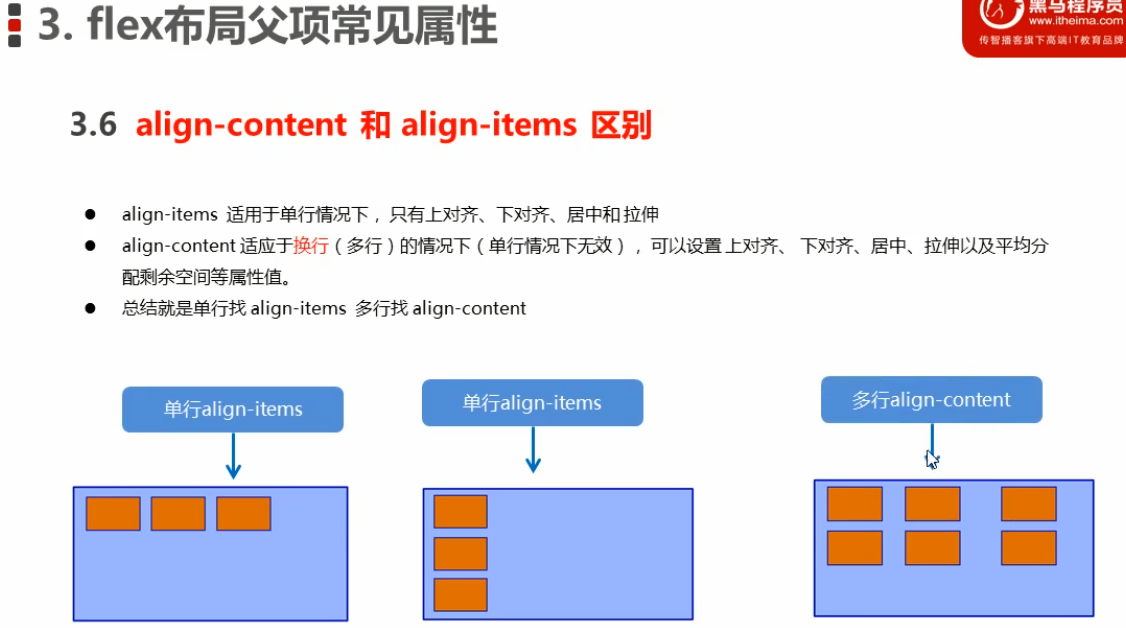 3. flex布局父项常见属性
黑马程序员
www.itheima.com
传智播客旗下高端IT教育品牌
3.6 align-content 和 align-items 区别
align-items 适用于单行情况下，只有上对齐、下对齐、居中和 拉伸
align-content 适应于换行（多行）的情况下（单行情况下无效），可以设置 上对齐、 下对齐、居中、拉伸以及平均分
配剩余空间等属性值。
总结就是单行找 align-items 多行找 align-content
单行align-items
单行align-items
多行align-content